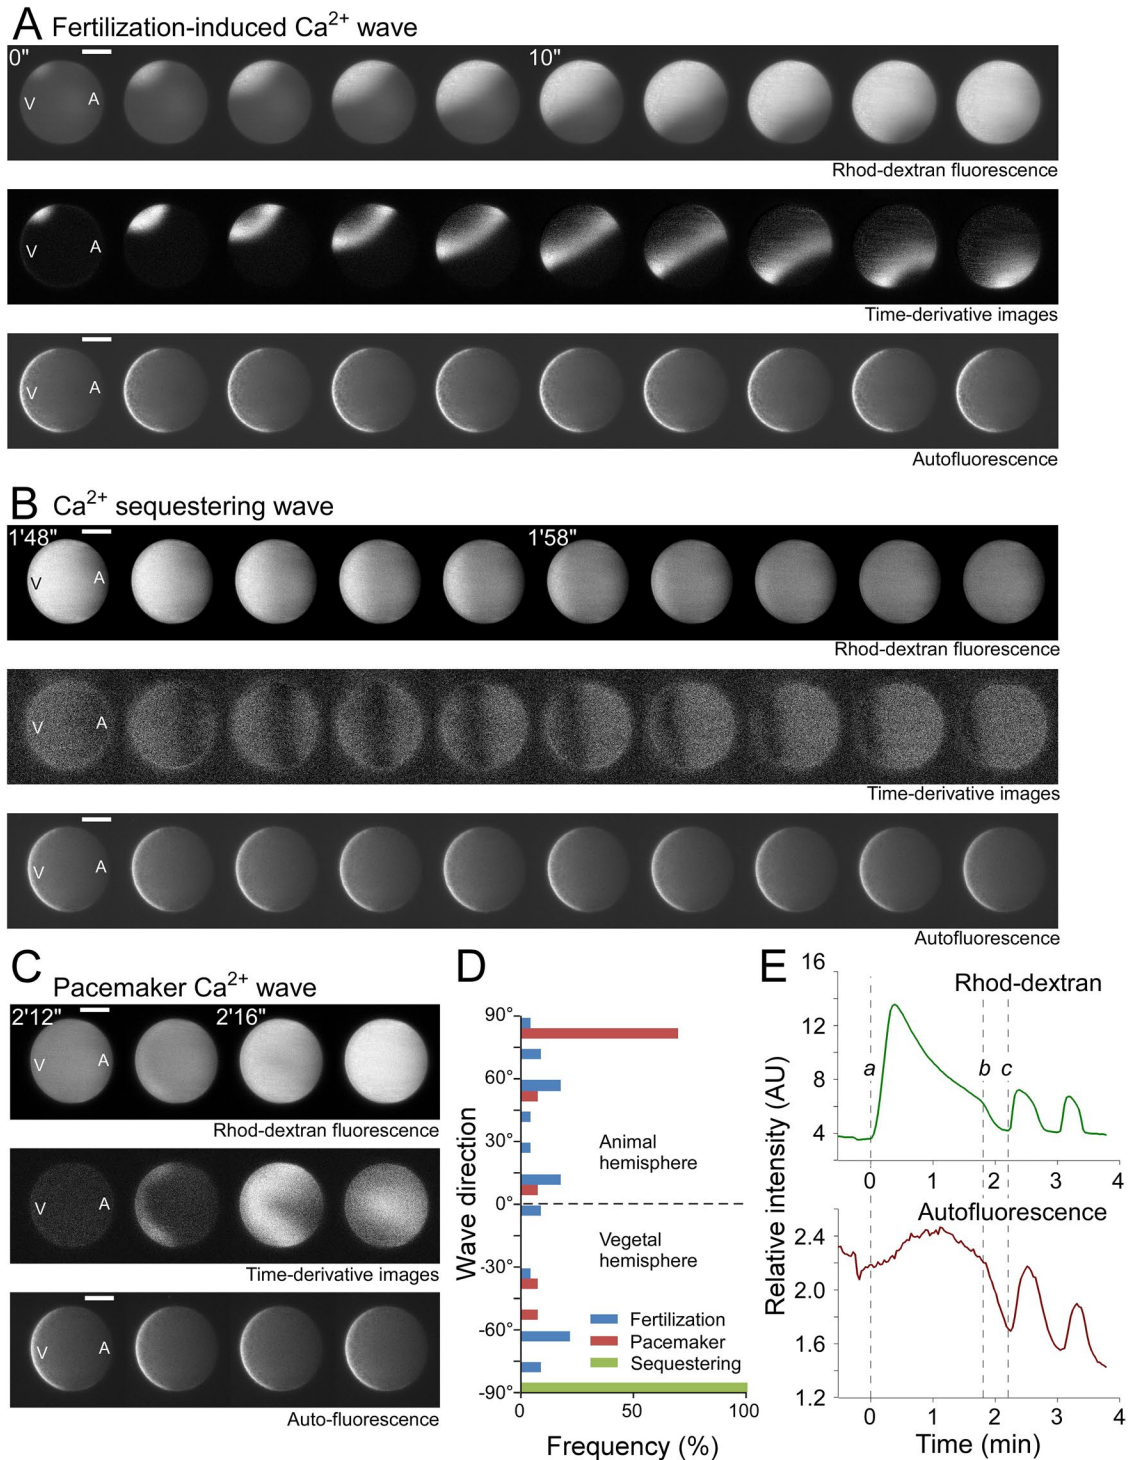 A Fertilization-induced Ca²⁺ wave
0" 10"
V A
Rhod-dextran fluorescence
V A
Time-derivative images
V A
Autofluorescence
B Ca²⁺ sequestering wave
1'48" 1'58"
V A
Rhod-dextran fluorescence
V A
Time-derivative images
V A
Autofluorescence
C Pacemaker Ca²⁺ wave
2'12" 2'16"
V A
Rhod-dextran fluorescence
V A
Time-derivative images
V A
Auto-fluorescence
D
Wave direction
90°
60°
30°
0°
-30°
-60°
-90°
Animal
hemisphere
Vegetal
hemisphere
Fertilization
Pacemaker
Sequestering
0 50 100
Frequency (%)
E
Relative intensity (AU)
Rhod-dextran
16
12
8
4
a b c
0 1 2 3 4
Autofluorescence
2.4
2.0
1.6
1.2
0 1 2 3 4
Time (min)